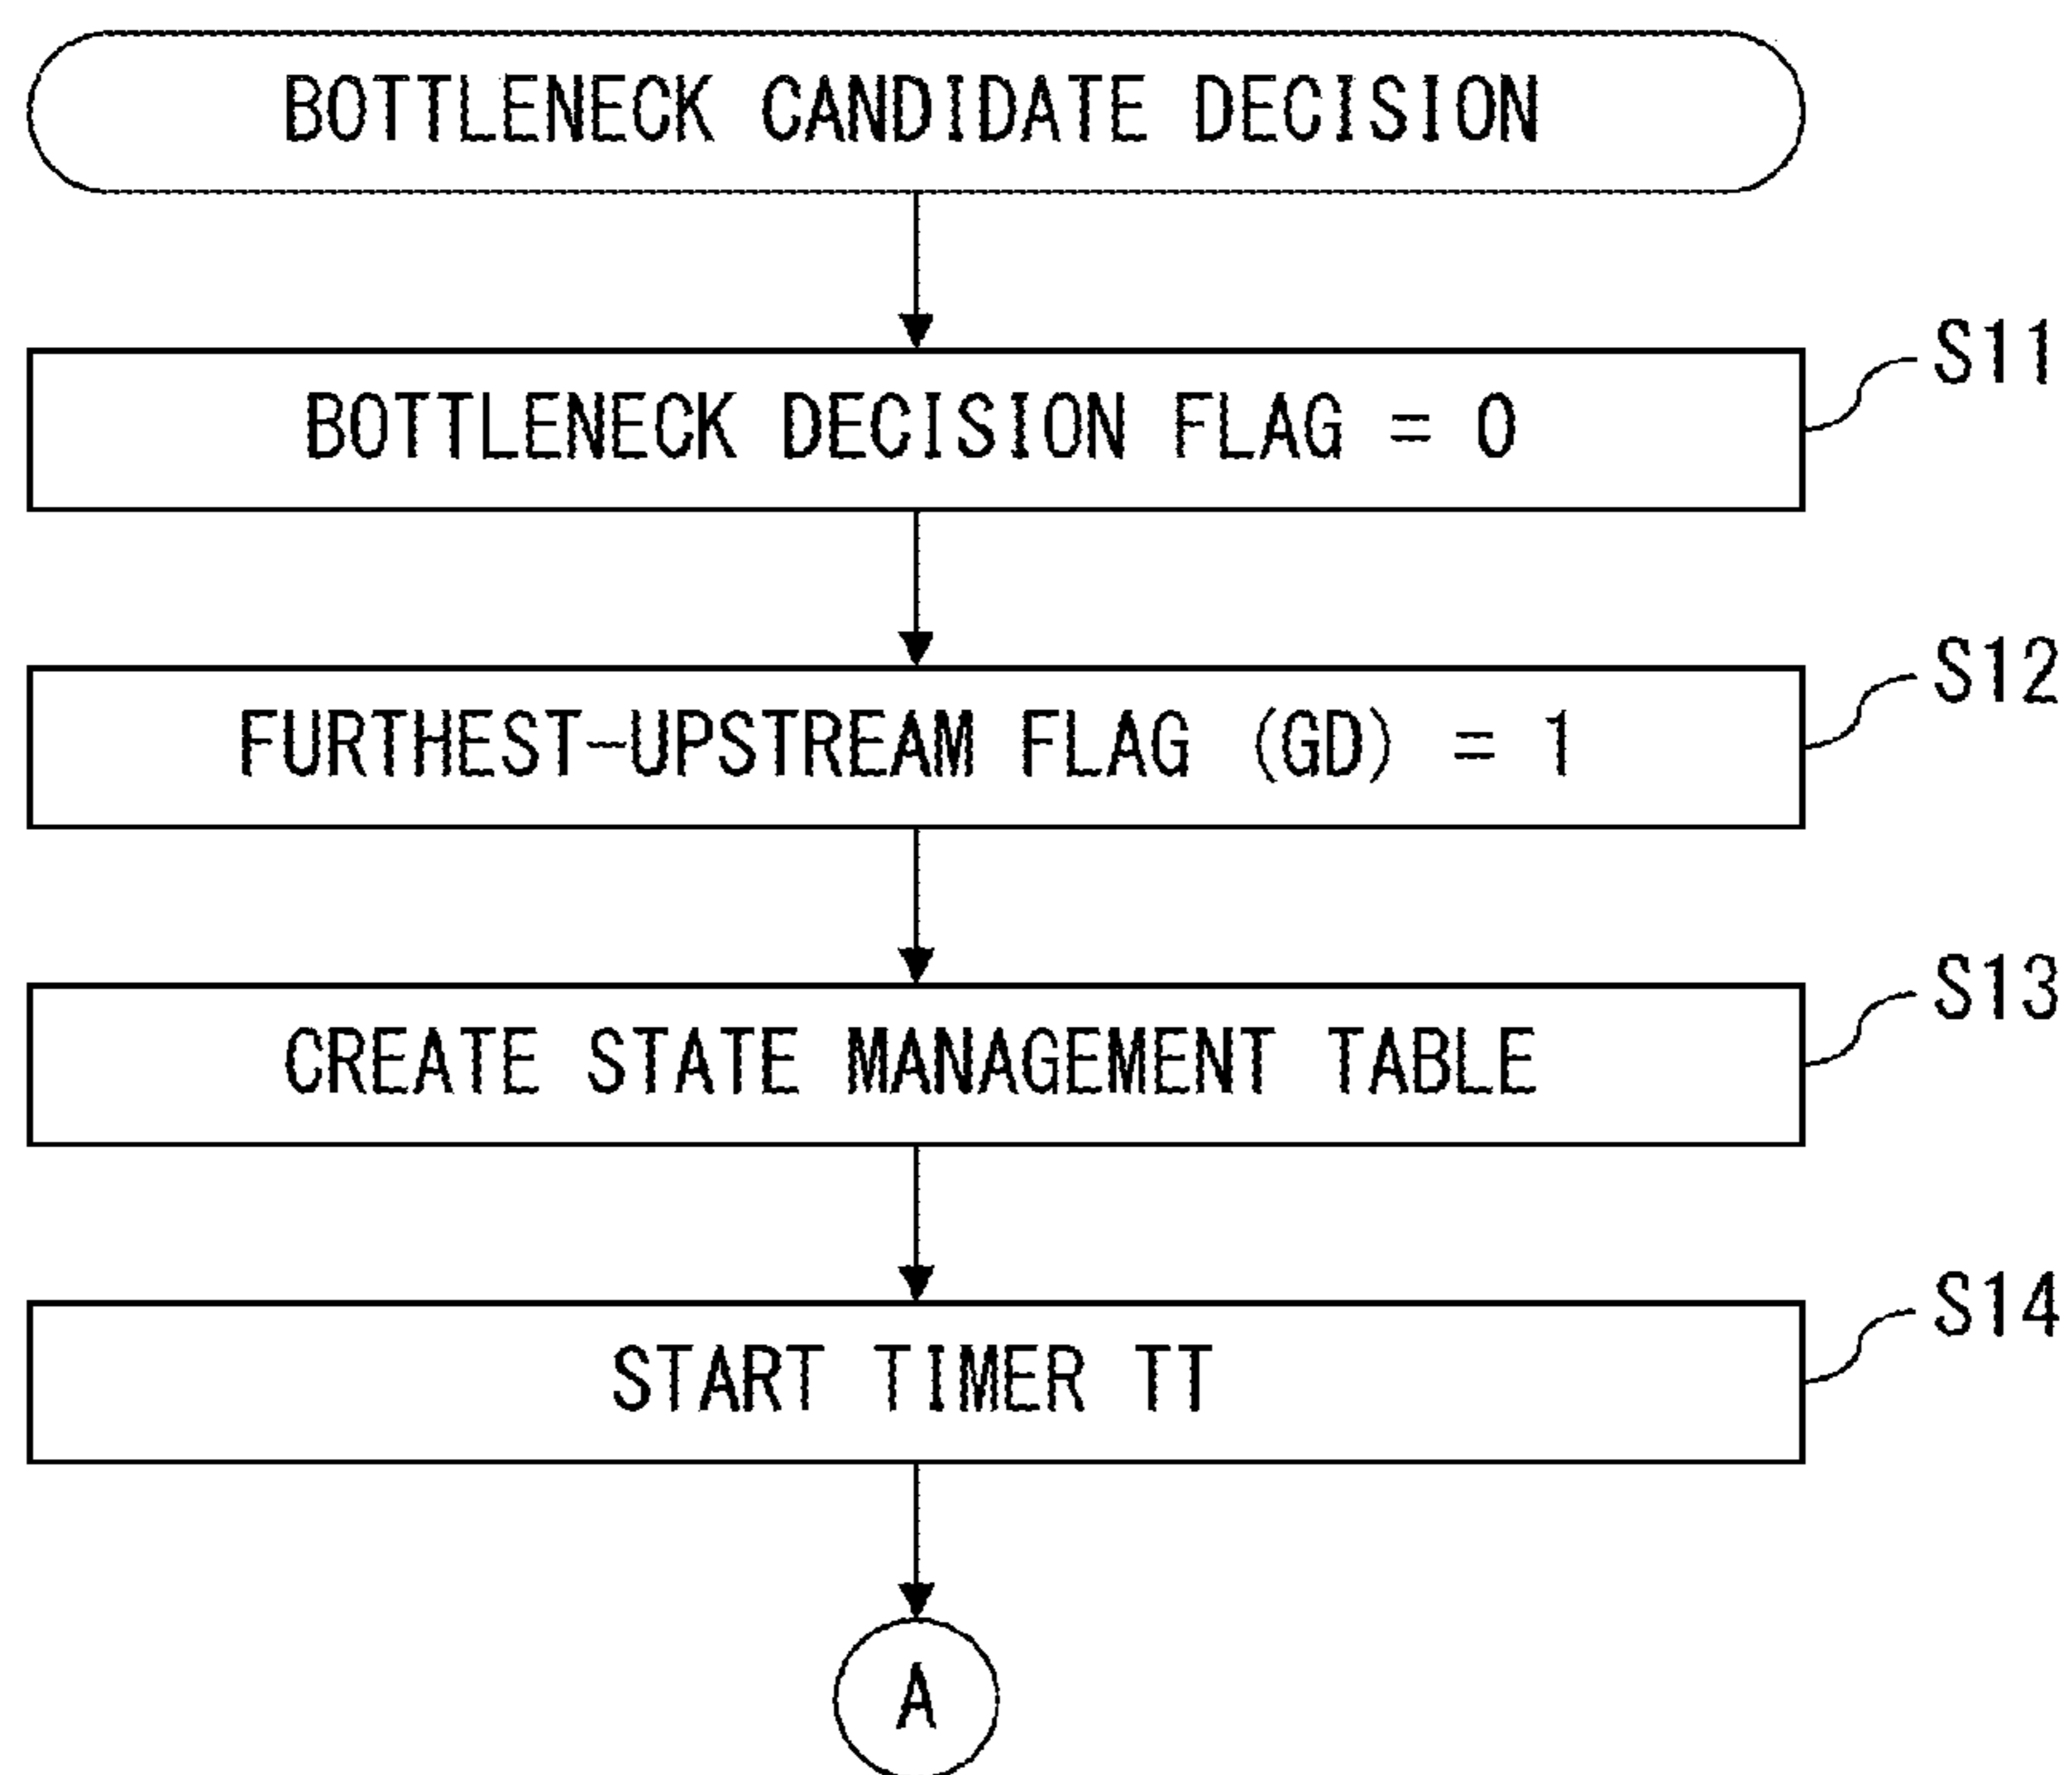 BOTTLENECK CANDIDATE DECISION
S11
BOTTLENECK DECISION FLAG = 0
S12
FURTHEST-UPSTREAM FLAG (GD) = 1
S13
CREATE STATE MANAGEMENT TABLE
S14
START TIMER TT
A